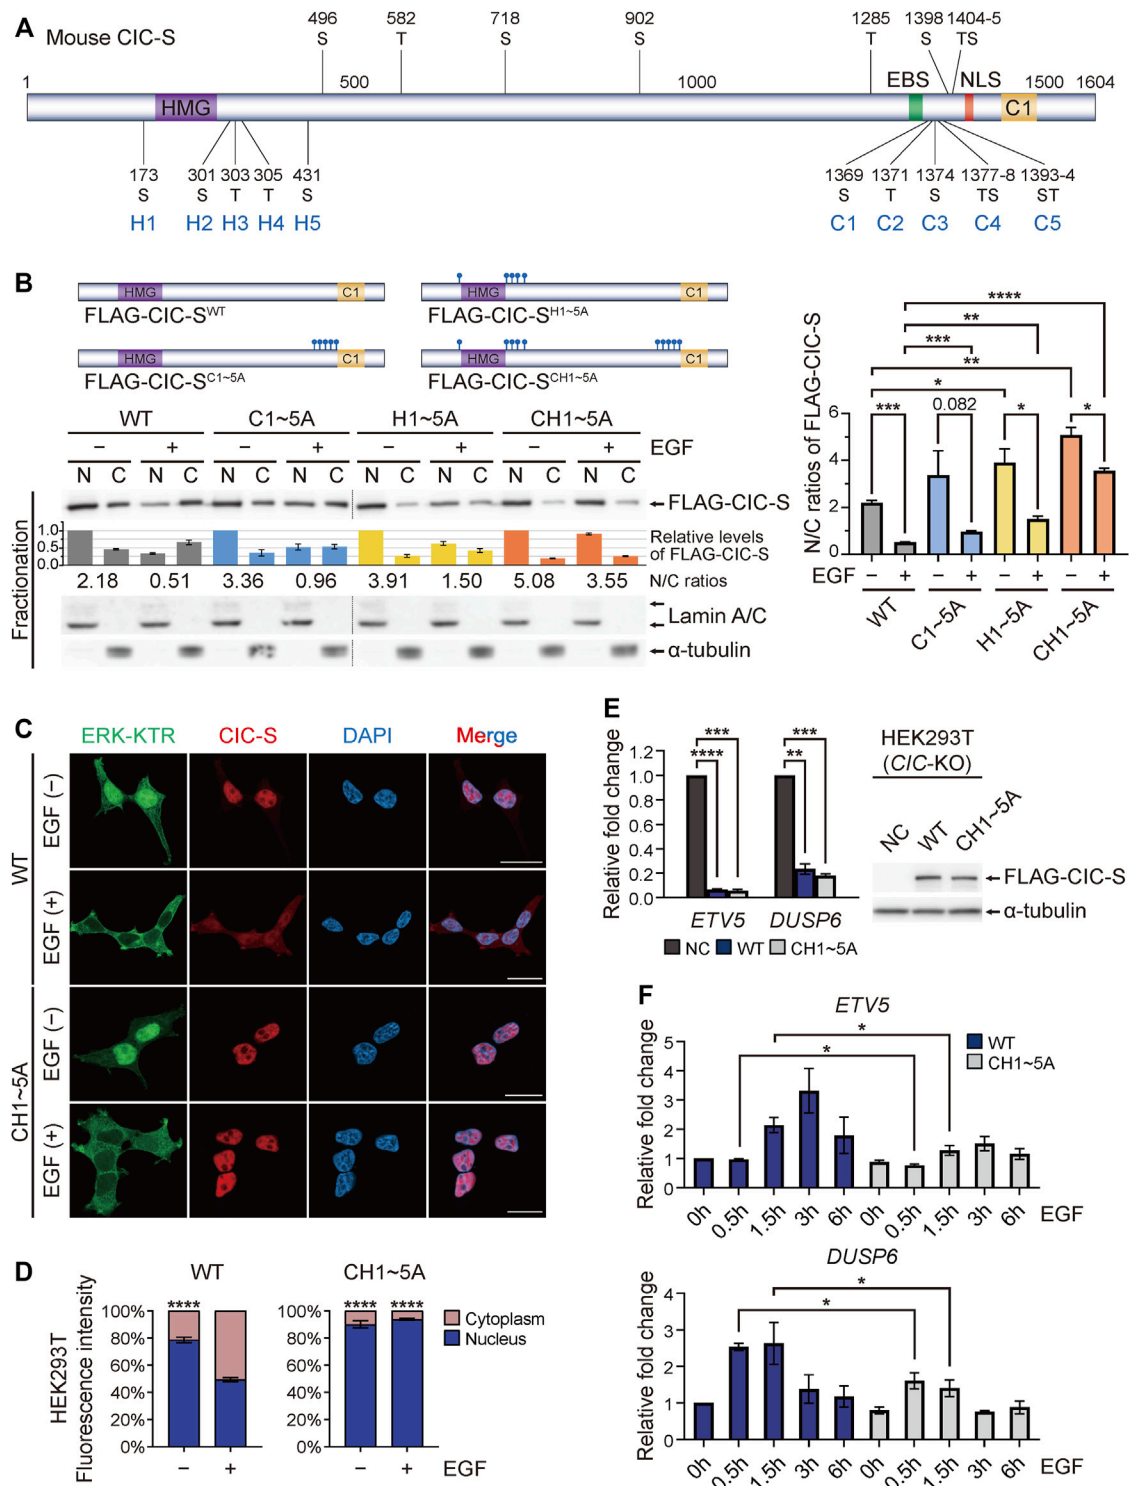 A
Mouse CIC-S
496 582 718 902 1285 1398 1404-5
S T S S T S TS
1 500 1000 EBS NLS 1500 1604
HMG C1
173 301 303 305 431 1369 1371 1374 1377-8 1393-4
S S T T S S T S TS ST
H1 H2 H3 H4 H5 C1 C2 C3 C4 C5
B
HMG C1 HMG C1
FLAG-CIC-S^WT FLAG-CIC-S^H1~5A
HMG C1 HMG C1
FLAG-CIC-S^C1~5A FLAG-CIC-S^CH1~5A
WT C1~5A H1~5A CH1~5A
− + − + − + − + EGF
N C N C N C N C N C N C N C N C
Fractionation
FLAG-CIC-S
1.0
0.5
0.0
Relative levels
of FLAG-CIC-S
2.18 0.51 3.36 0.96 3.91 1.50 5.08 3.55 N/C ratios
Lamin A/C
α-tubulin
N/C ratios of FLAG-CIC-S
****
**
***
**
*
*** 0.082 * *
6
4
2
0
EGF − + − + − + − +
WT C1~5A H1~5A CH1~5A
C
ERK-KTR CIC-S DAPI Merge
WT
EGF (−)
EGF (+)
CH1~5A
EGF (−)
EGF (+)
D
WT CH1~5A
HEK293T
Fluorescence intensity
**** **** ****
100% 100%
80% 80%
60% 60%
40% 40%
20% 20%
0% 0%
Cytoplasm
Nucleus
− + − + EGF
E
Relative fold change
*** ***
**** **
1.2
1.0
0.8
0.6
0.4
0.2
0.0
ETV5 DUSP6
NC WT CH1~5A
HEK293T
(CIC-KO)
NC WT CH1~5A
FLAG-CIC-S
α-tubulin
F
ETV5
Relative fold change
*
*
WT
CH1~5A
5
4
3
2
1
0
0h 0.5h 1.5h 3h 6h 0h 0.5h 1.5h 3h 6h EGF
DUSP6
Relative fold change
*
*
4
3
2
1
0
0h 0.5h 1.5h 3h 6h 0h 0.5h 1.5h 3h 6h EGF